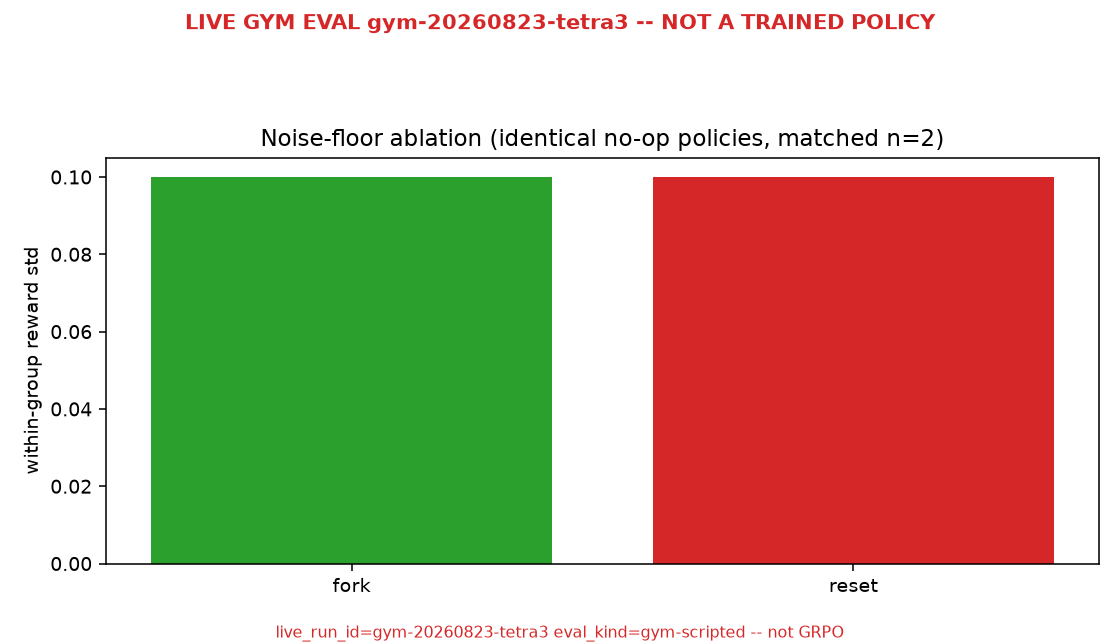 LIVE GYM EVAL gym-20260823-tetra3 -- NOT A TRAINED POLICY
Noise-floor ablation (identical no-op policies, matched n=2)
within-group reward std
0.10
0.08
0.06
0.04
0.02
0.00
fork
reset
live_run_id=gym-20260823-tetra3 eval_kind=gym-scripted -- not GRPO